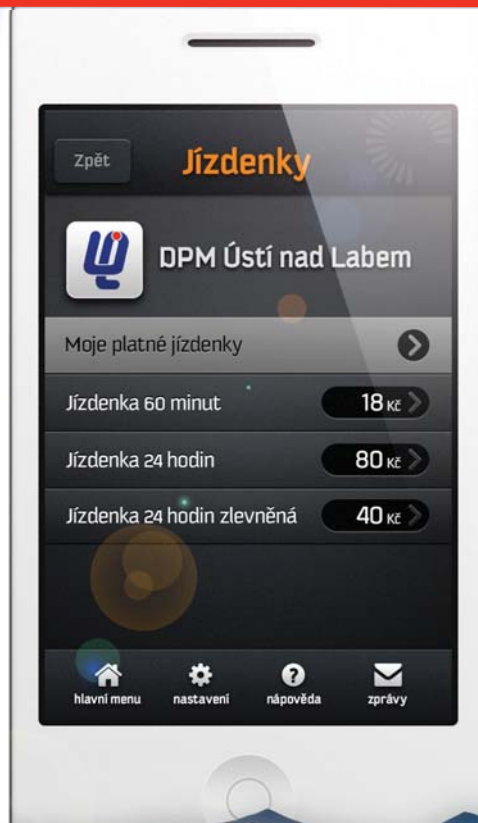 Zpět
Jízdenky
DPM Ústí nad Labem
Moje platné jízdenky
Jízdenka 60 minut
18 Kč
Jízdenka 24 hodin
80 Kč
Jízdenka 24 hodin zlevněná
40 Kč
hlavní menu
nastavení
nápověda
zprávy